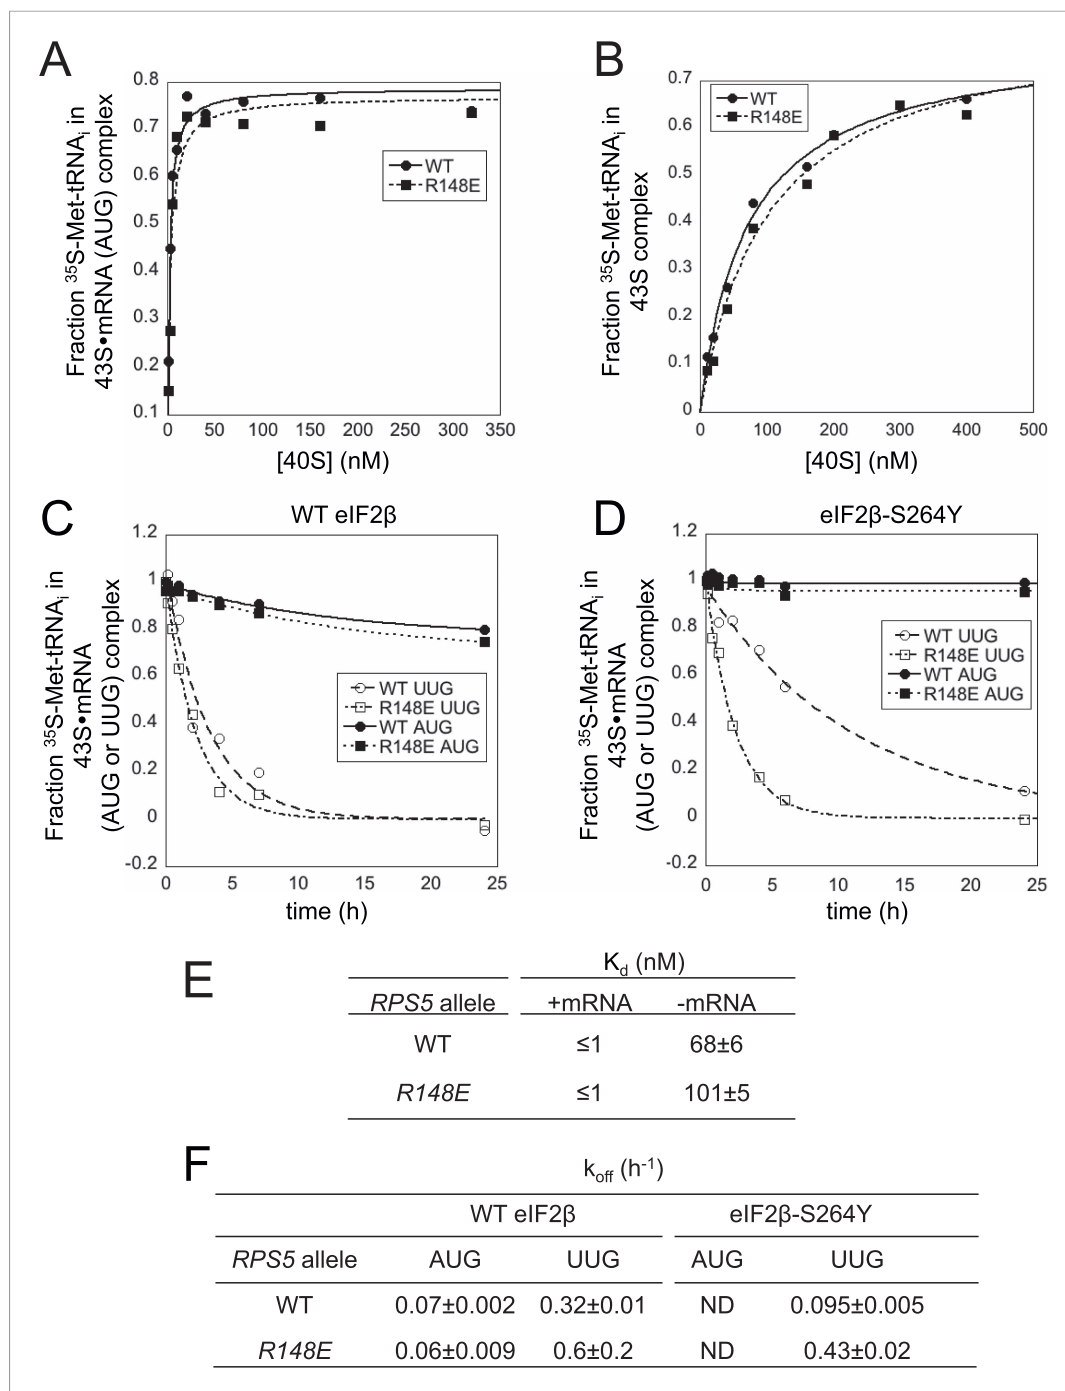 A
Fraction ³⁵S-Met-tRNAᵢ in
43S•mRNA (AUG) complex
0.8
0.7
0.6
0.5
0.4
0.3
0.2
0.1
WT
R148E
0 50 100 150 200 250 300 350
[40S] (nM)
B
Fraction ³⁵S-Met-tRNAᵢ in
43S complex
0.7
0.6
0.5
0.4
0.3
0.2
0.1
0
WT
R148E
0 100 200 300 400 500
[40S] (nM)
C
WT eIF2β
Fraction ³⁵S-Met-tRNAᵢ in
43S•mRNA
(AUG or UUG) complex
1.2
1
0.8
0.6
0.4
0.2
0
-0.2
WT UUG
R148E UUG
WT AUG
R148E AUG
0 5 10 15 20 25
time (h)
D
eIF2β-S264Y
Fraction ³⁵S-Met-tRNAᵢ in
43S•mRNA
(AUG or UUG) complex
1.2
1
0.8
0.6
0.4
0.2
0
-0.2
WT UUG
R148E UUG
WT AUG
R148E AUG
0 5 10 15 20 25
time (h)
E
K_d (nM)
RPS5 allele +mRNA -mRNA
WT ≤1 68±6
R148E ≤1 101±5
F
k_off (h⁻¹)
WT eIF2β eIF2β-S264Y
RPS5 allele AUG UUG AUG UUG
WT 0.07±0.002 0.32±0.01 ND 0.095±0.005
R148E 0.06±0.009 0.6±0.2 ND 0.43±0.02